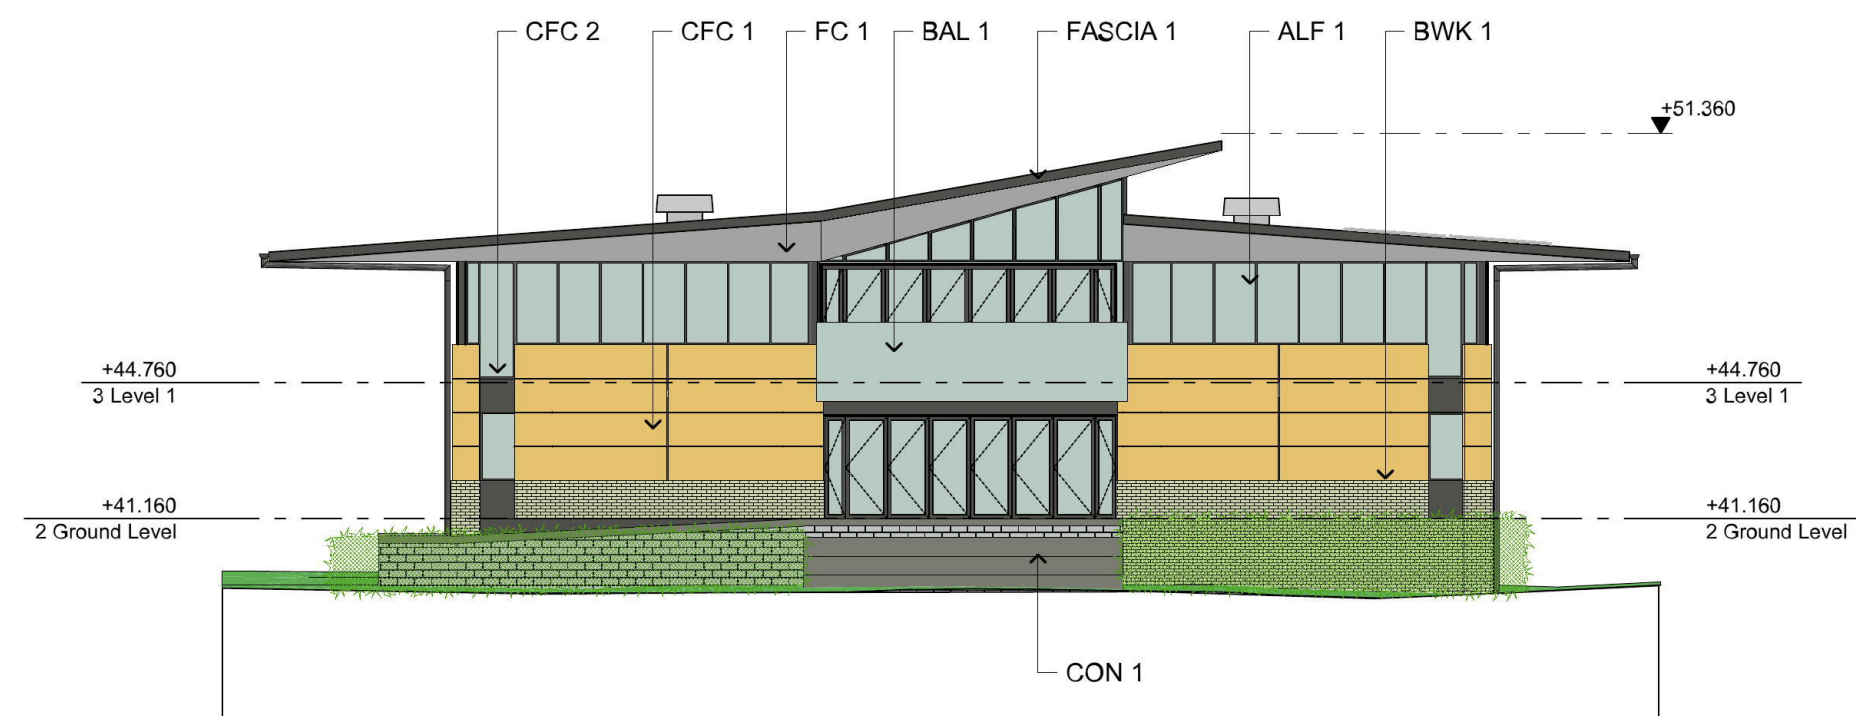 CFC 2
CFC 1
FC 1
BAL 1
FASCIA 1
ALF 1
BWK 1
+51.360
+44.760
3 Level 1
+44.760
3 Level 1
+41.160
2 Ground Level
+41.160
2 Ground Level
CON 1